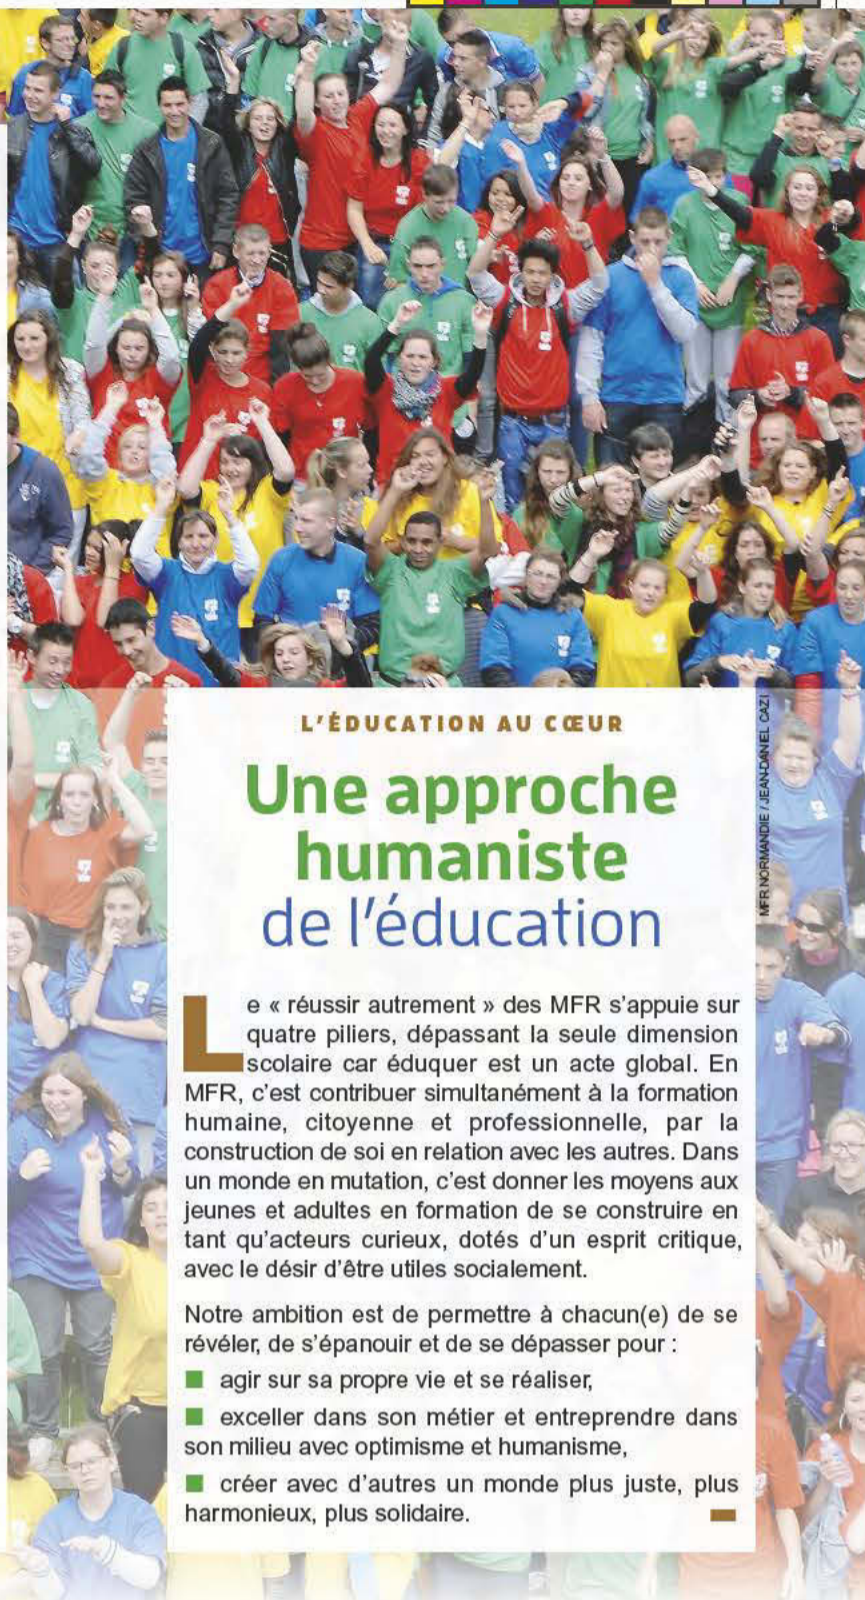 L'ÉDUCATION AU CŒUR
Une approche
humaniste
de l'éducation
MFR NORMANDIE / JEAN-DANIEL CAZI
Le « réussir autrement » des MFR s'appuie sur
quatre piliers, dépassant la seule dimension
scolaire car éduquer est un acte global. En
MFR, c'est contribuer simultanément à la formation
humaine, citoyenne et professionnelle, par la
construction de soi en relation avec les autres. Dans
un monde en mutation, c'est donner les moyens aux
jeunes et adultes en formation de se construire en
tant qu'acteurs curieux, dotés d'un esprit critique,
avec le désir d'être utiles socialement.
Notre ambition est de permettre à chacun(e) de se
révéler, de s'épanouir et de se dépasser pour :
■ agir sur sa propre vie et se réaliser,
■ exceller dans son métier et entreprendre dans
son milieu avec optimisme et humanisme,
■ créer avec d'autres un monde plus juste, plus
harmonieux, plus solidaire.